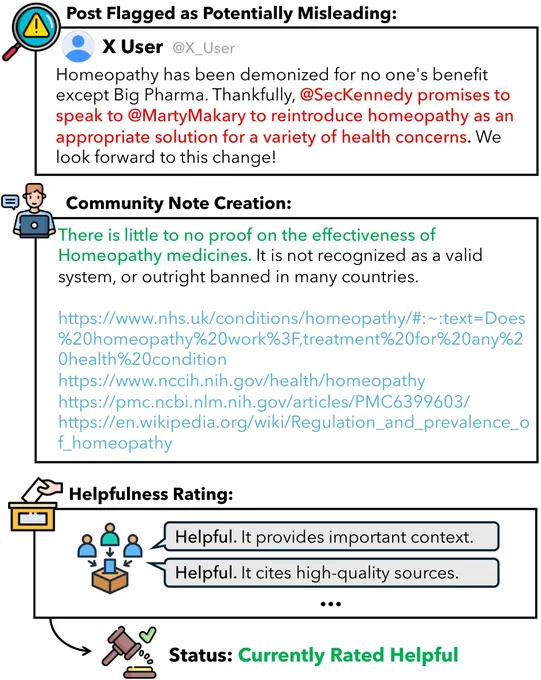 Post Flagged as Potentially Misleading:
X User @X_User
Homeopathy has been demonized for no one's benefit
except Big Pharma. Thankfully, @SecKennedy promises to
speak to @MartyMakary to reintroduce homeopathy as an
appropriate solution for a variety of health concerns. We
look forward to this change!
Community Note Creation:
There is little to no proof on the effectiveness of
Homeopathy medicines. It is not recognized as a valid
system, or outright banned in many countries.
https://www.nhs.uk/conditions/homeopathy/#:~:text=Does
%20homeopathy%20work%3F,treatment%20for%20any%2
0health%20condition
https://www.nccih.nih.gov/health/homeopathy
https://pmc.ncbi.nlm.nih.gov/articles/PMC6399603/
https://en.wikipedia.org/wiki/Regulation_and_prevalence_o
f_homeopathy
Helpfulness Rating:
Helpful. It provides important context.
Helpful. It cites high-quality sources.
...
Status: Currently Rated Helpful